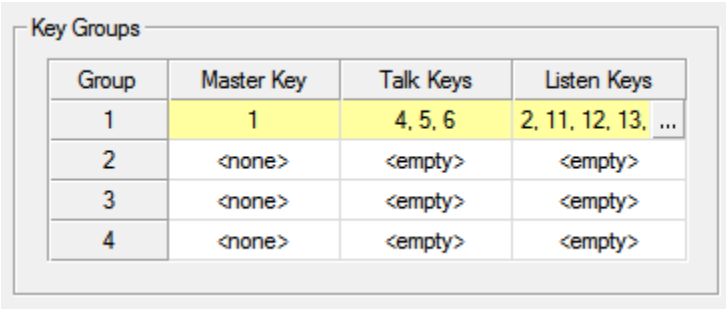 Key Groups
Group Master Key Talk Keys Listen Keys
1 1 4, 5, 6 2, 11, 12, 13, ...
2 <none> <empty> <empty>
3 <none> <empty> <empty>
4 <none> <empty> <empty>